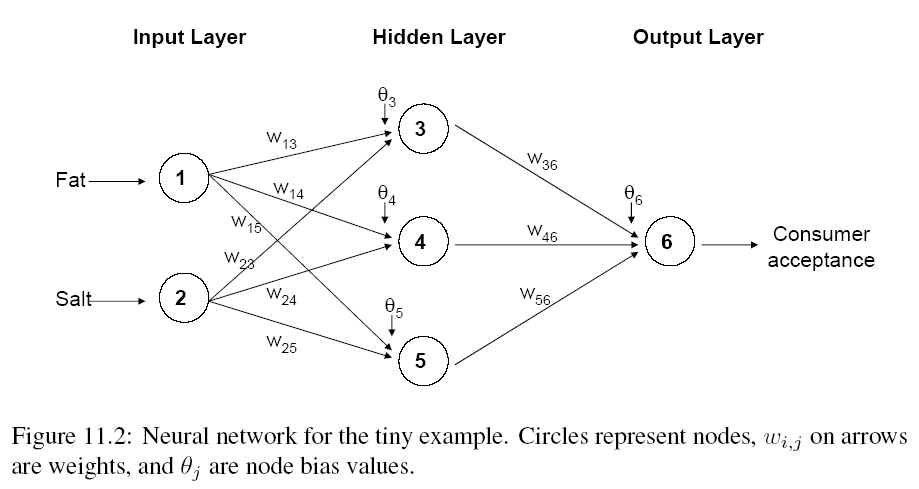 Input Layer Hidden Layer Output Layer
θ3
3
w13
w36
Fat 1
w14
θ4 θ6
w15
4 w46 6 Consumer
acceptance
w23
Salt 2
w24
w56
θ5
w25
5
Figure 11.2: Neural network for the tiny example. Circles represent nodes, wi,j on arrows
are weights, and θj are node bias values.